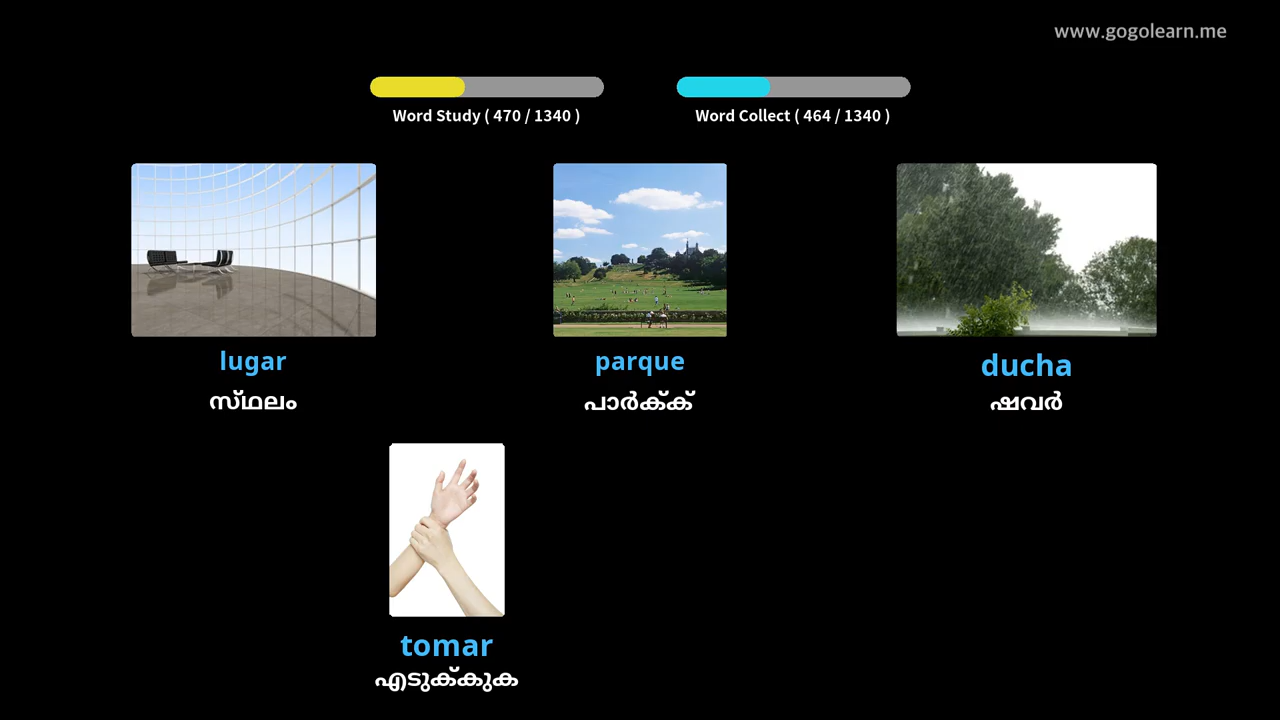 www.gogolearn.me
Word Study ( 470 / 1340 )
Word Collect ( 464 / 1340 )
lugar
parque
ducha
സ്ഥലം
പാർക്ക്
ഷവർ
tomar
എടുക്കുക